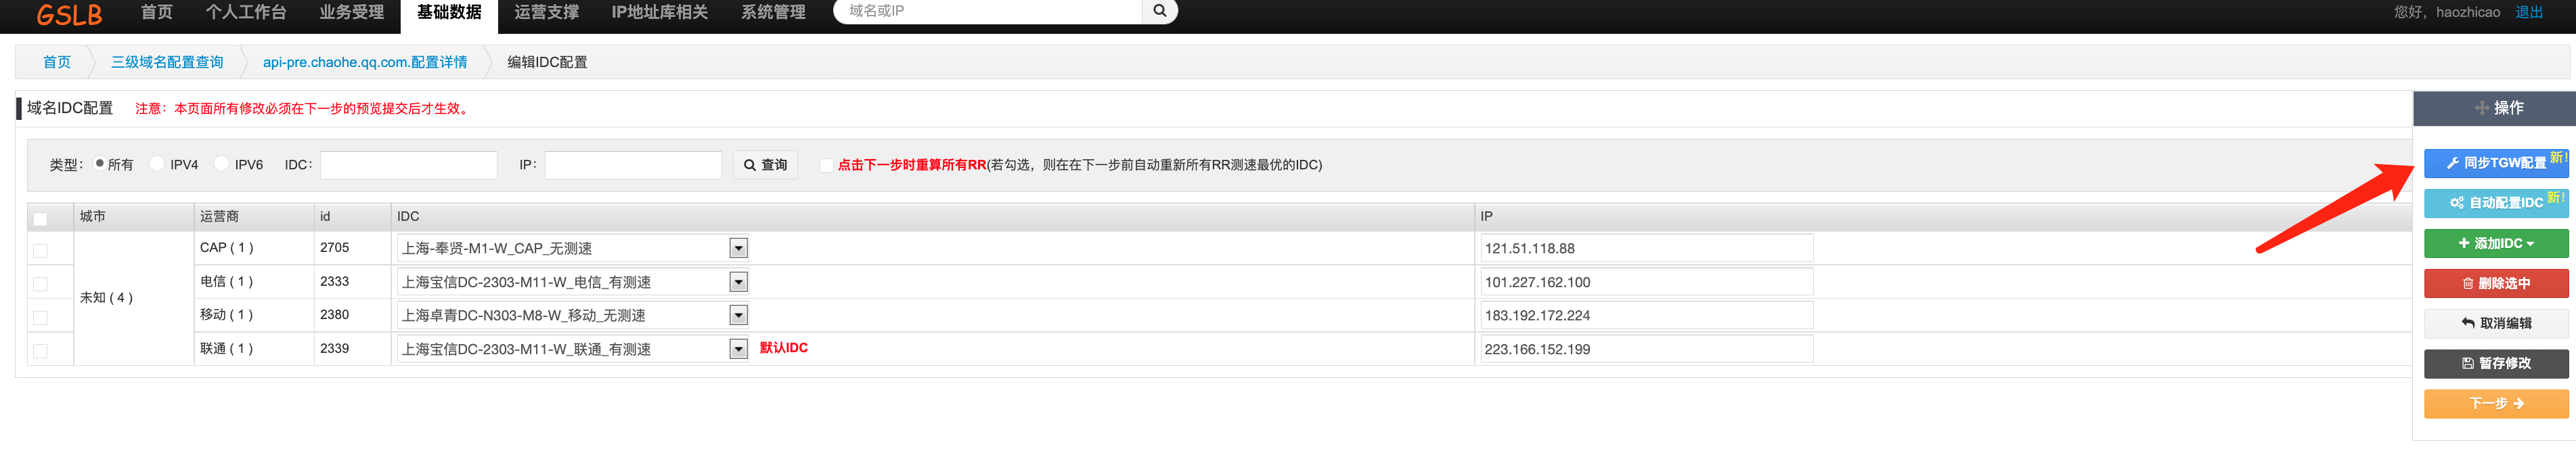 GSLB 首页 个人工作台 业务受理 基础数据 运营支撑 IP地址库相关 系统管理 域名或IP 您好，haozhicao 退出
首页 三级域名配置查询 api-pre.chaohe.qq.com.配置详情 编辑IDC配置
域名IDC配置 注意：本页面所有修改必须在下一步的预览提交后才生效。
操作
类型： 所有 IPV4 IPV6 IDC： IP： 查询 点击下一步时重算所有RR(若勾选，则在在下一步前自动重新所有RR测速最优的IDC)
同步TGW配置 新!
自动配置IDC 新!
城市 运营商 id IDC IP
添加IDC
未知 ( 4 )
CAP ( 1 ) 2705 上海-奉贤-M1-W_CAP_无测速 121.51.118.88
电信 ( 1 ) 2333 上海宝信DC-2303-M11-W_电信_有测速 101.227.162.100
删除选中
移动 ( 1 ) 2380 上海卓青DC-N303-M8-W_移动_无测速 183.192.172.224
取消编辑
联通 ( 1 ) 2339 上海宝信DC-2303-M11-W_联通_有测速 默认IDC 223.166.152.199
暂存修改
下一步